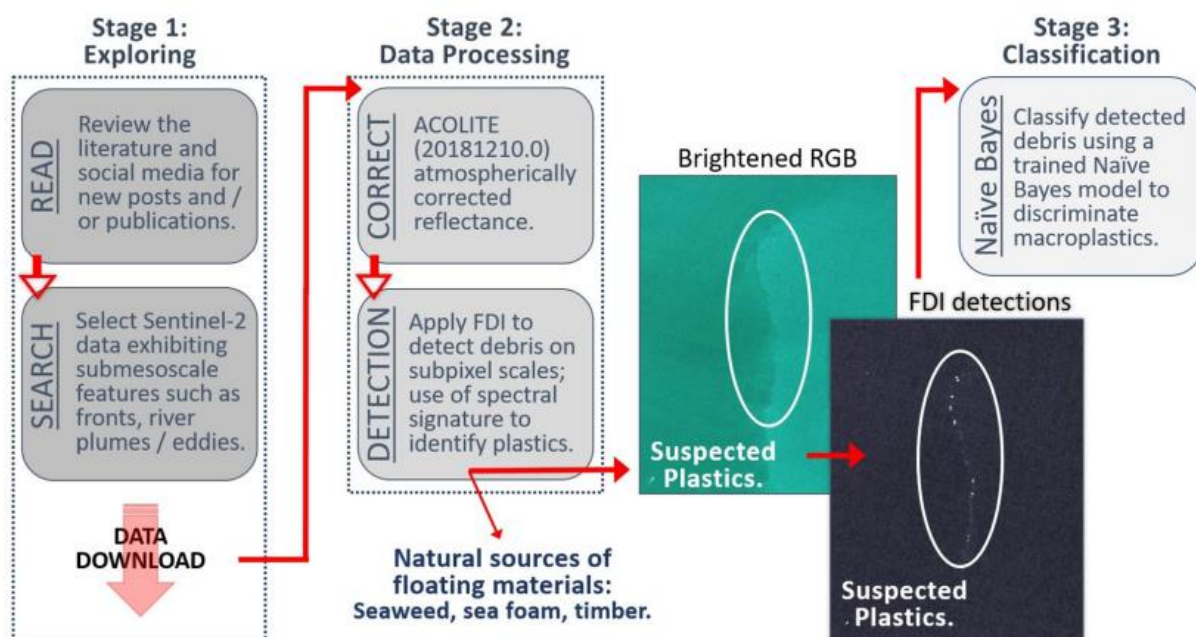 Stage 1:
Exploring
READ
Review the
literature and
social media for
new posts and /
or publications.
SEARCH
Select Sentinel-2
data exhibiting
submesoscale
features such as
fronts, river
plumes / eddies.
DATA
DOWNLOAD
Stage 2:
Data Processing
CORRECT
ACOLITE
(20181210.0)
atmospherically
corrected
reflectance.
DETECTION
Apply FDI to
detect debris on
subpixel scales;
use of spectral
signature to
identify plastics.
Natural sources of
floating materials:
Seaweed, sea foam, timber.
Brightened RGB
Suspected
Plastics.
FDI detections
Suspected
Plastics.
Stage 3:
Classification
Naïve Bayes
Classify detected
debris using a
trained Naïve
Bayes model to
discriminate
macroplastics.